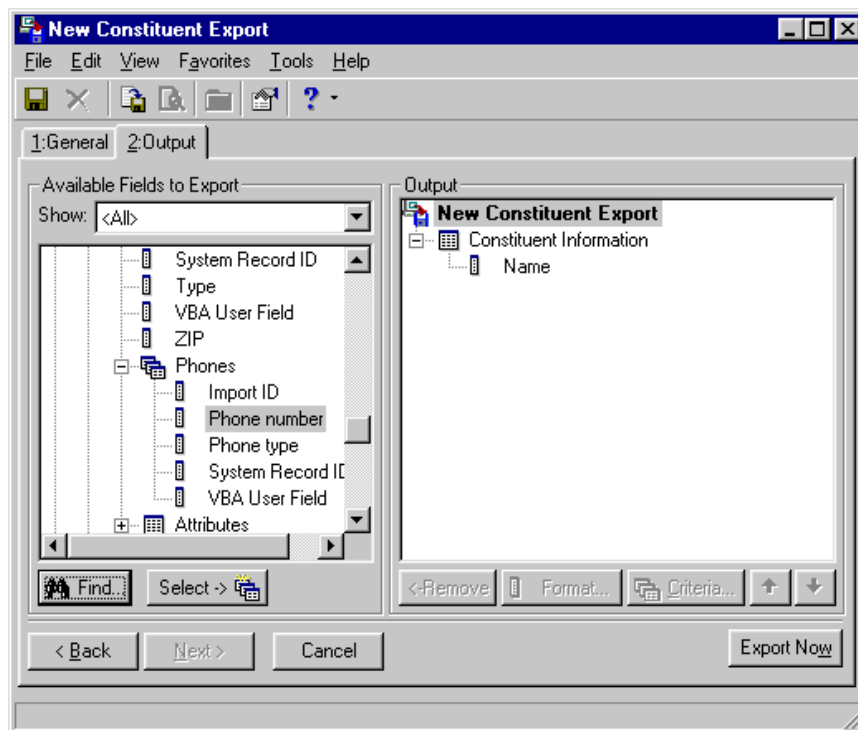 New Constituent Export
File Edit View Favorites Tools Help
?
1:General 2:Output
Available Fields to Export
Show: <All>
System Record ID
Type
VBA User Field
ZIP
Phones
Import ID
Phone number
Phone type
System Record ID
VBA User Field
Attributes
Find...
Select ->
Output
New Constituent Export
Constituent Information
Name
<-Remove Format... Criteria...
< Back Next > Cancel Export Now